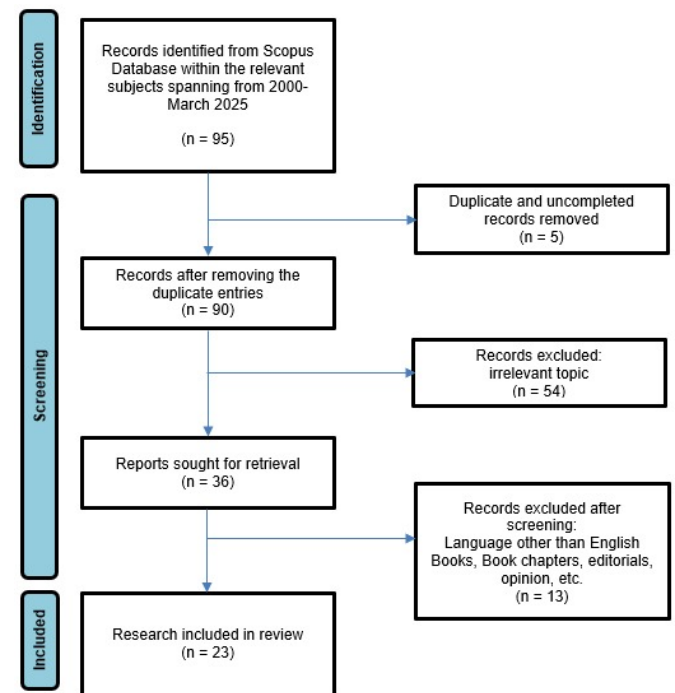 Identification
Records identified from Scopus
Database within the relevant
subjects spanning from 2000-
March 2025
(n = 95)
Duplicate and uncompleted
records removed
(n = 5)
Screening
Records after removing the
duplicate entries
(n = 90)
Records excluded:
irrelevant topic
(n = 54)
Reports sought for retrieval
(n = 36)
Records excluded after
screening:
Language other than English
Books, Book chapters, editorials,
opinion, etc.
(n = 13)
Included
Research included in review
(n = 23)